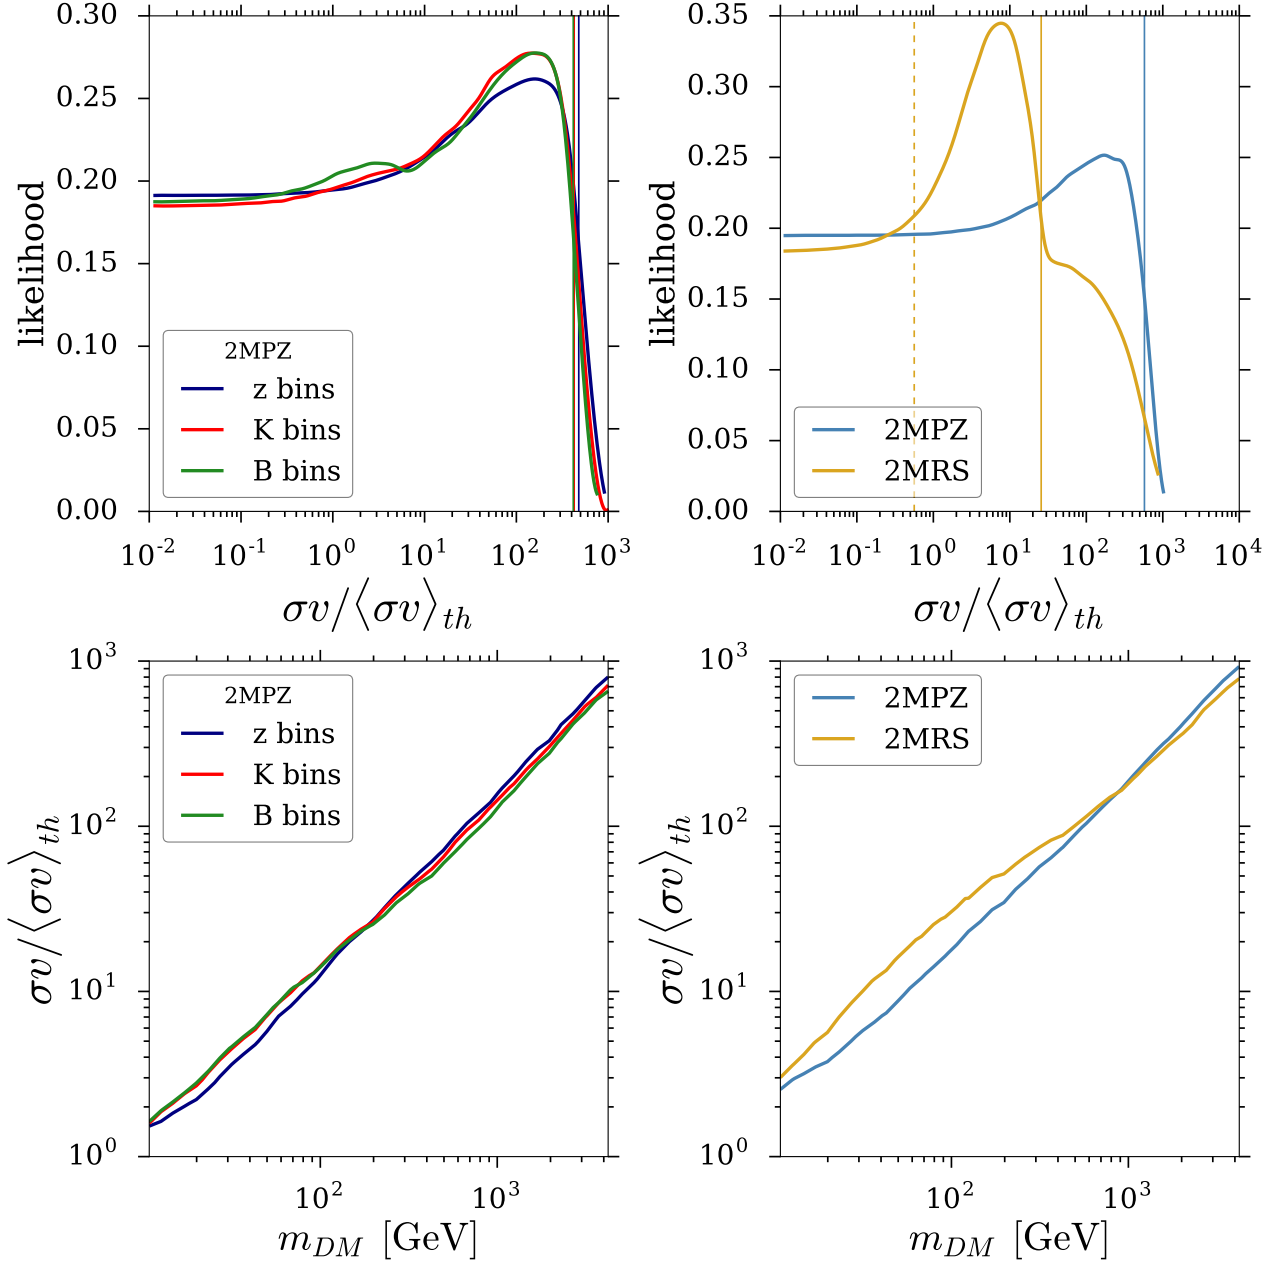 0.30
0.25
0.20
0.15
0.10
0.05
0.00
likelihood
2MPZ
z bins
K bins
B bins
10^-2 10^-1 10^0 10^1 10^2 10^3
σv/⟨σv⟩_th
0.35
0.30
0.25
0.20
0.15
0.10
0.05
0.00
likelihood
2MPZ
2MRS
10^-2 10^-1 10^0 10^1 10^2 10^3 10^4
σv/⟨σv⟩_th
10^3
10^2
10^1
10^0
σv/⟨σv⟩_th
2MPZ
z bins
K bins
B bins
10^2 10^3
m_DM [GeV]
10^3
10^2
10^1
10^0
σv/⟨σv⟩_th
2MPZ
2MRS
10^2 10^3
m_DM [GeV]